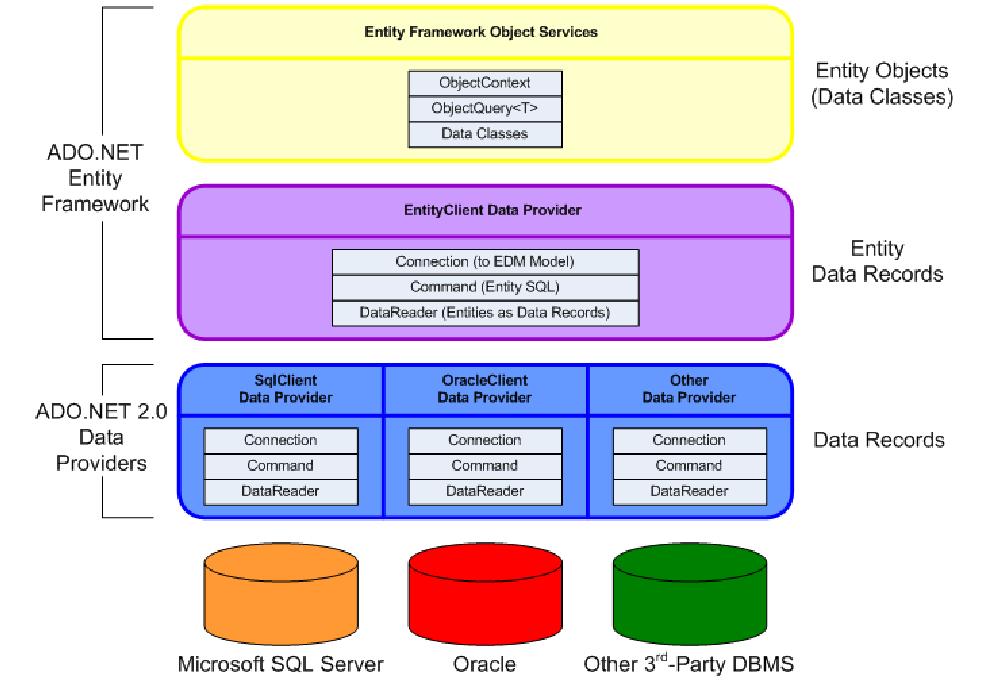 Entity Framework Object Services
ObjectContext
ObjectQuery<T>
Data Classes
Entity Objects
(Data Classes)
ADO.NET
Entity
Framework
EntityClient Data Provider
Connection (to EDM Model)
Command (Entity SQL)
DataReader (Entities as Data Records)
Entity
Data Records
ADO.NET 2.0
Data
Providers
SqlClient
Data Provider
Connection
Command
DataReader
OracleClient
Data Provider
Connection
Command
DataReader
Other
Data Provider
Connection
Command
DataReader
Data Records
Microsoft SQL Server
Oracle
Other 3rd-Party DBMS